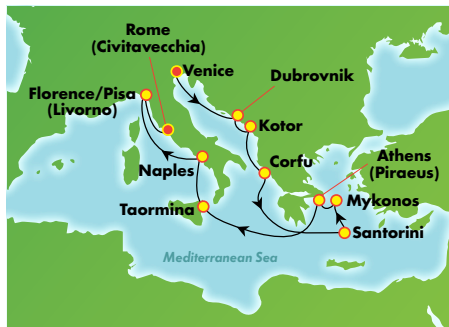 Rome
(Civitavecchia)
Venice
Dubrovnik
Florence/Pisa
(Livorno)
Kotor
Corfu
Athens
(Piraeus)
Naples
Mykonos
Taormina
Santorini
Mediterranean Sea